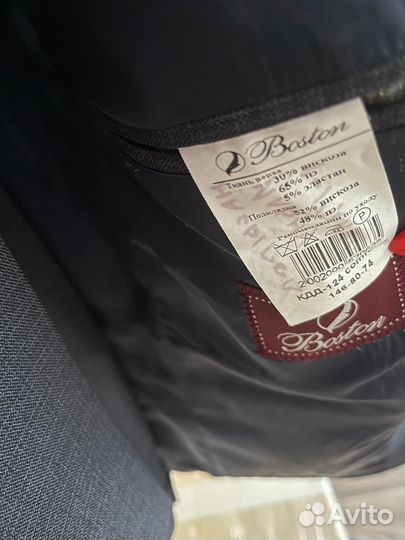 Boston
Ткань верха 30% вискоза
65% пэ
5% эластан
Подкладка 52% вискоза
48% пэ
Рекомендации по уходу
P
2002000
КДД-124
146-80-74
Boston
Avito